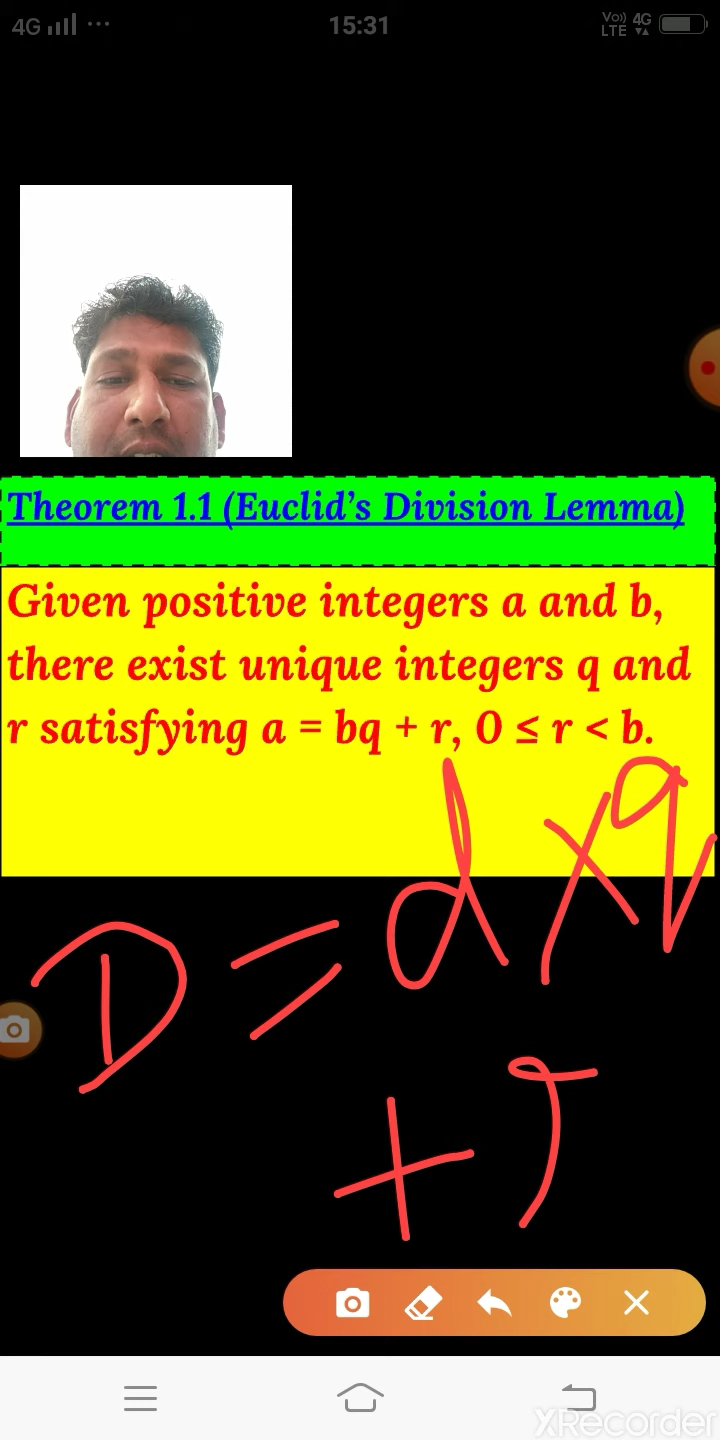 4G 15:31 Vo)) LTE 4G
Theorem 1.1 (Euclid's Division Lemma)
Given positive integers a and b,
there exist unique integers q and
r satisfying a = bq + r, 0 ≤ r < b.
D = d × q
+ r
XRecorder